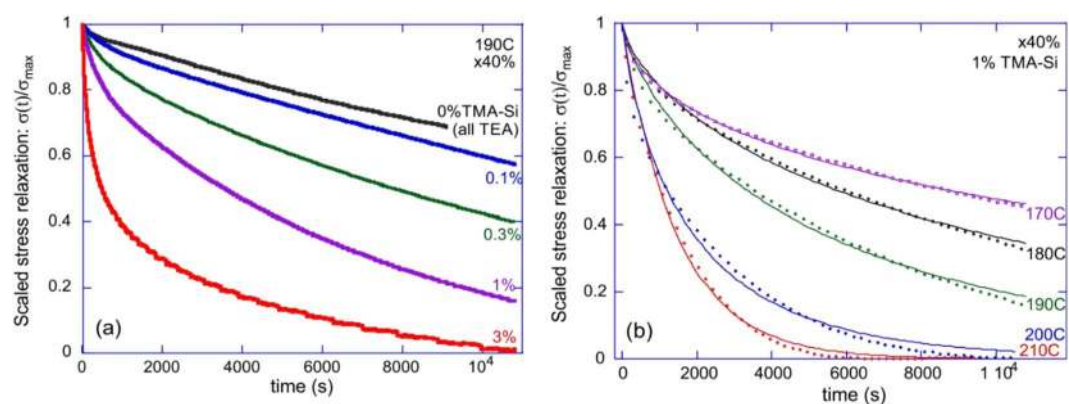 Scaled stress relaxation: σ(t)/σmax
1
0.8
0.6
0.4
0.2
0
190C
x40%
0%TMA-Si
(all TEA)
0.1%
0.3%
1%
3%
(a)
0 2000 4000 6000 8000 10⁴
time (s)
Scaled stress relaxation: σ(t)/σmax
1
0.8
0.6
0.4
0.2
0
x40%
1% TMA-Si
170C
180C
190C
200C
210C
(b)
0 2000 4000 6000 8000 1 10⁴
time (s)